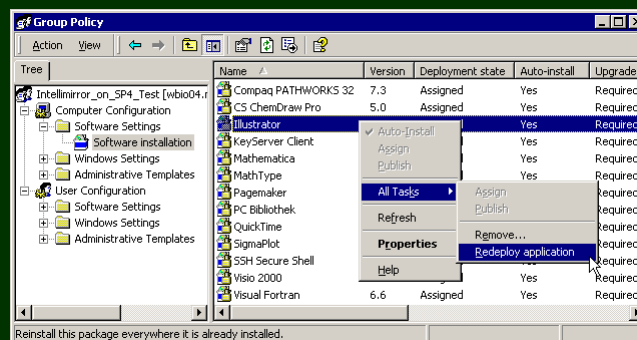 Group Policy
Action View
Tree
Name Version Deployment state Auto-install Upgrade
Intellimirror_on_SP4_Test [wbio04.r
Computer Configuration
Software Settings
Software installation
Windows Settings
Administrative Templates
User Configuration
Software Settings
Windows Settings
Administrative Templates
Compaq PATHWORKS 32 7.3 Assigned Yes Required
CS ChemDraw Pro 5.0 Assigned Yes Required
Illustrator Yes Required
KeyServer Client Yes Required
Mathematica Yes Required
MathType Yes Required
Pagemaker Required
PC Bibliothek Required
QuickTime Required
SigmaPlot Required
SSH Secure Shell Required
Visio 2000 Yes Required
Visual Fortran 6.6 Assigned Yes Required
Auto-Install
Assign
Publish
All Tasks
Refresh
Properties
Help
Assign
Publish
Remove...
Redeploy application
Reinstall this package everywhere it is already installed.